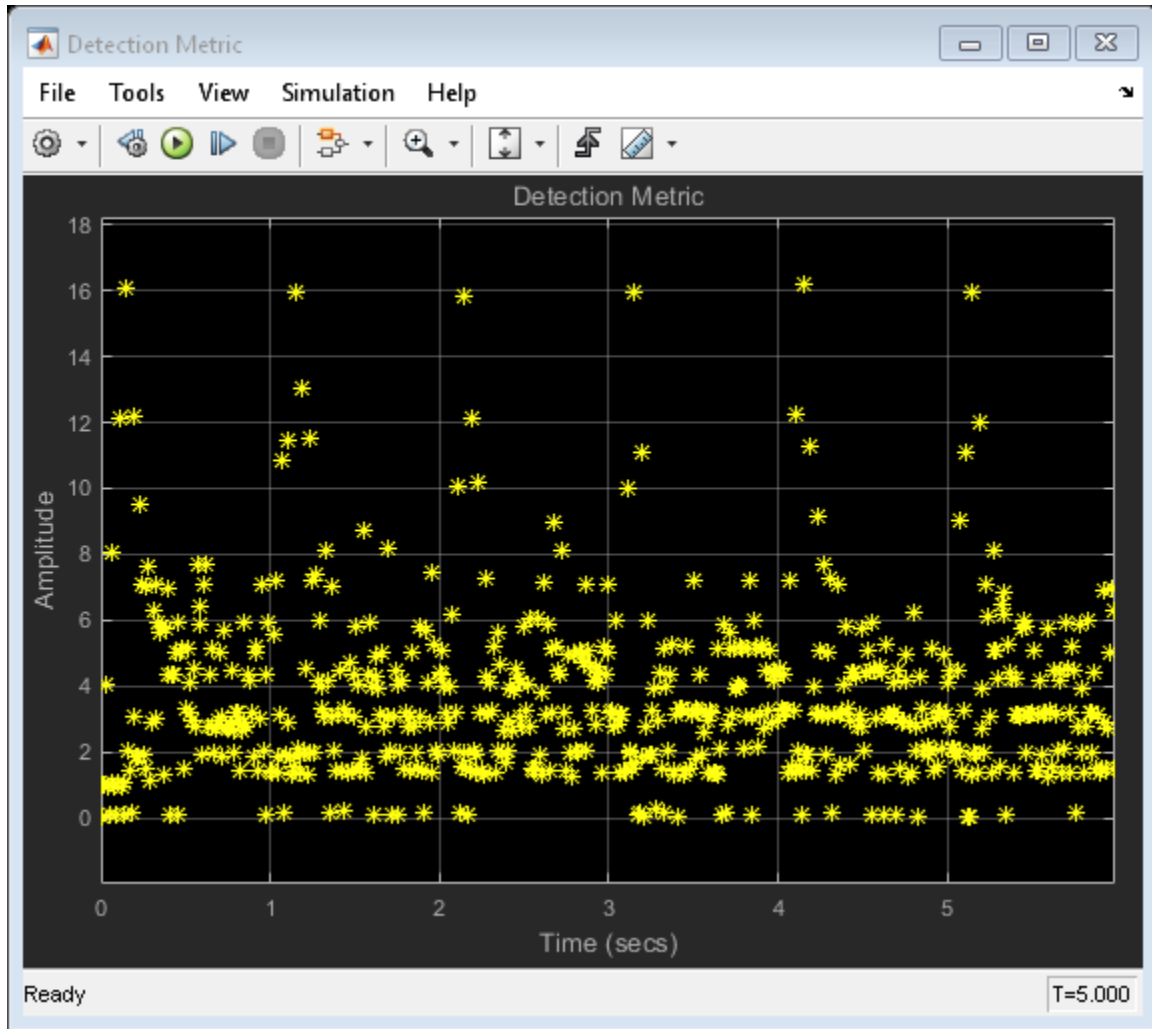 Detection Metric
File Tools View Simulation Help
Detection Metric
18
16
14
12
10
8
6
4
2
0
Amplitude
0 1 2 3 4 5
Time (secs)
Ready T=5.000